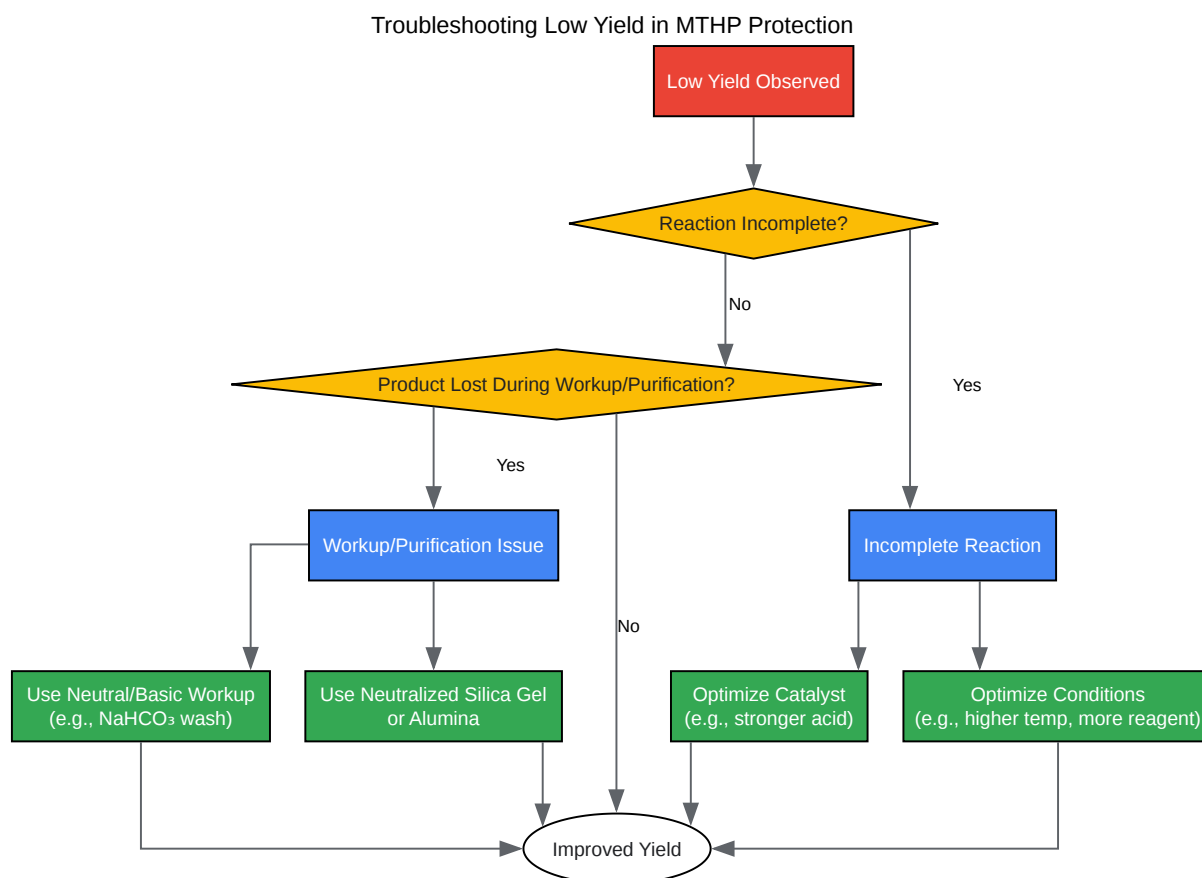 Troubleshooting Low Yield in MTHP Protection
Low Yield Observed
Reaction Incomplete?
No
Product Lost During Workup/Purification?
Yes
Yes
Workup/Purification Issue
Incomplete Reaction
No
Use Neutral/Basic Workup
(e.g., NaHCO₃ wash)
Use Neutralized Silica Gel
or Alumina
Optimize Catalyst
(e.g., stronger acid)
Optimize Conditions
(e.g., higher temp, more reagent)
Improved Yield